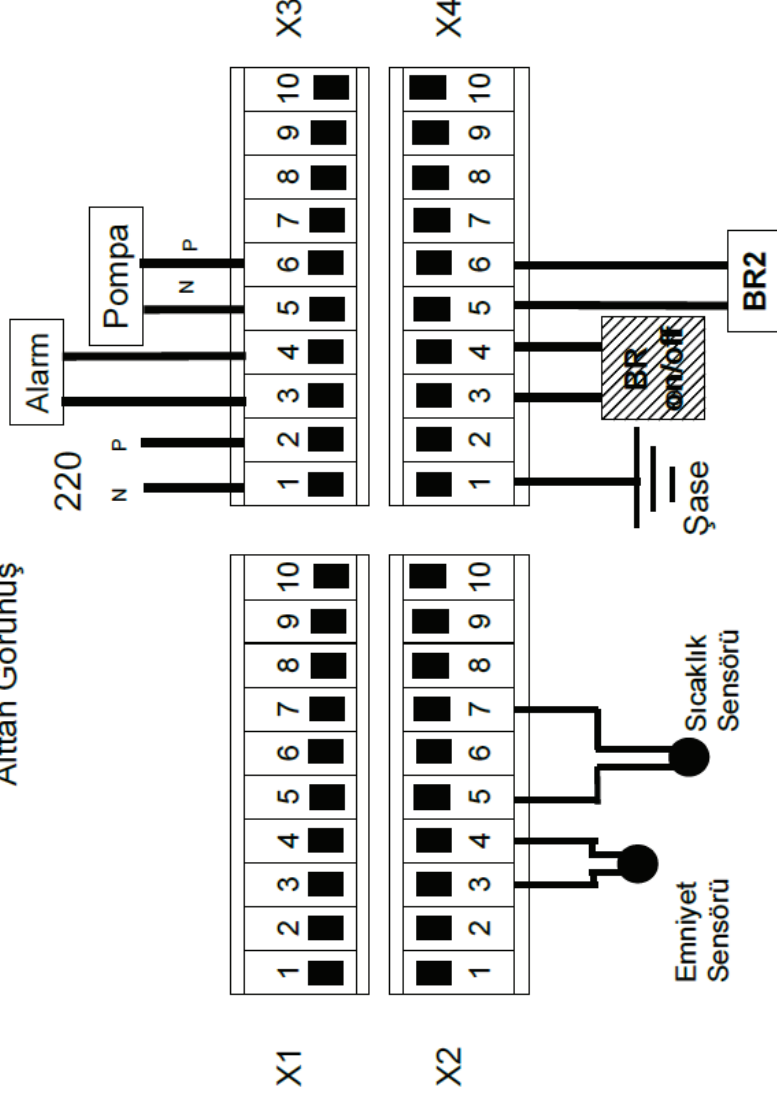 Alttan Görünüş
Alarm
220
Pompa
N P
N P
X1 1 2 3 4 5 6 7 8 9 10
1 2 3 4 5 6 7 8 9 10 X3
X2 1 2 3 4 5 6 7 8 9 10
1 2 3 4 5 6 7 8 9 10 X4
Emniyet
Sensörü
Sıcaklık
Sensörü
Şase
BR
on/off
BR2